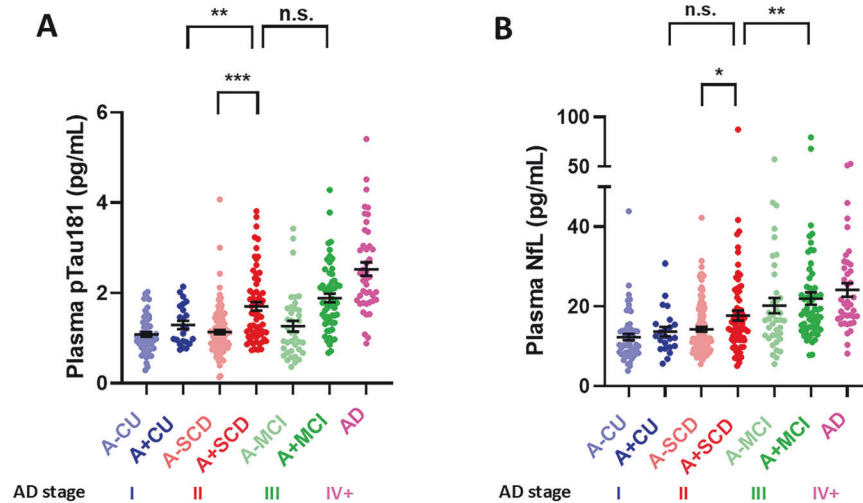 A
**
n.s.
***
Plasma pTau181 (pg/mL)
6
4
2
0
A-CU
A+CU
A-SCD
A+SCD
A-MCI
A+MCI
AD
AD stage I II III IV+
B
n.s.
**
*
Plasma NfL (pg/mL)
100
50
40
20
0
A-CU
A+CU
A-SCD
A+SCD
A-MCI
A+MCI
AD
AD stage I II III IV+